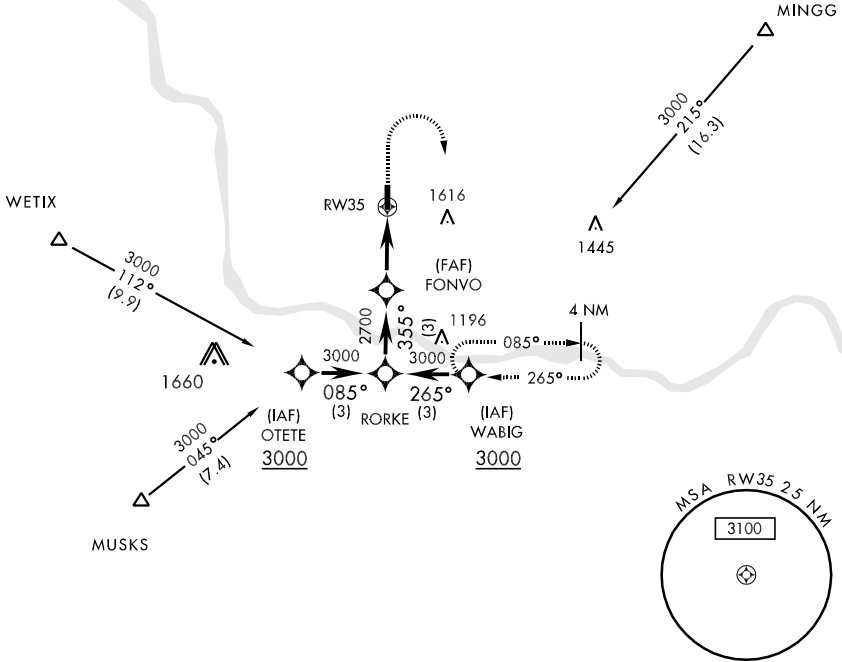 MINGG
3000
215°
(16.3)
WETIX
3000
112°
(9.9)
RW35
1616
1445
(FAF)
FONVO
2700
355°
(3)
1196
4 NM
085°
265°
1660
3000
085°
(3)
RORKE
3000
265°
(3)
(IAF)
OTETE
3000
(IAF)
WABIG
3000
3000
045°
(7.4)
MUSKS
MSA RW35 25 NM
3100